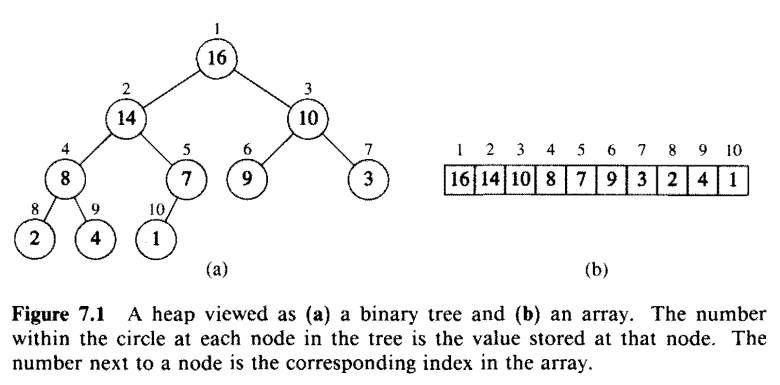 1
16
2 3
14 10
4 5 6 7
8 7 9 3
8 9 10
2 4 1
(a)
1 2 3 4 5 6 7 8 9 10
16 14 10 8 7 9 3 2 4 1
(b)
Figure 7.1 A heap viewed as (a) a binary tree and (b) an array. The number
within the circle at each node in the tree is the value stored at that node. The
number next to a node is the corresponding index in the array.